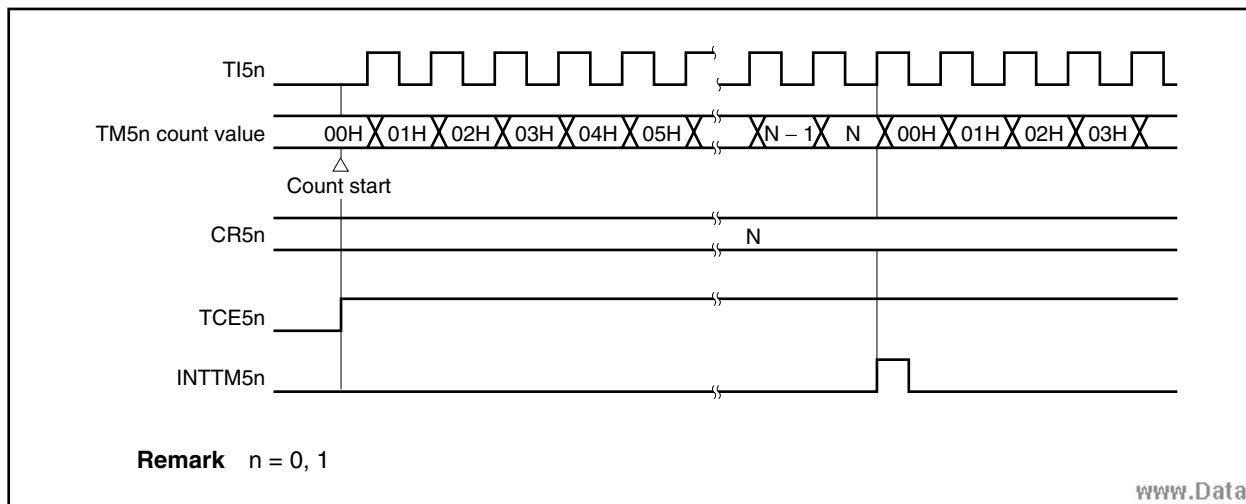 TI5n
TM5n count value 00H 01H 02H 03H 04H 05H N − 1 N 00H 01H 02H 03H
Count start
CR5n N
TCE5n
INTTM5n
Remark n = 0, 1
www.Data